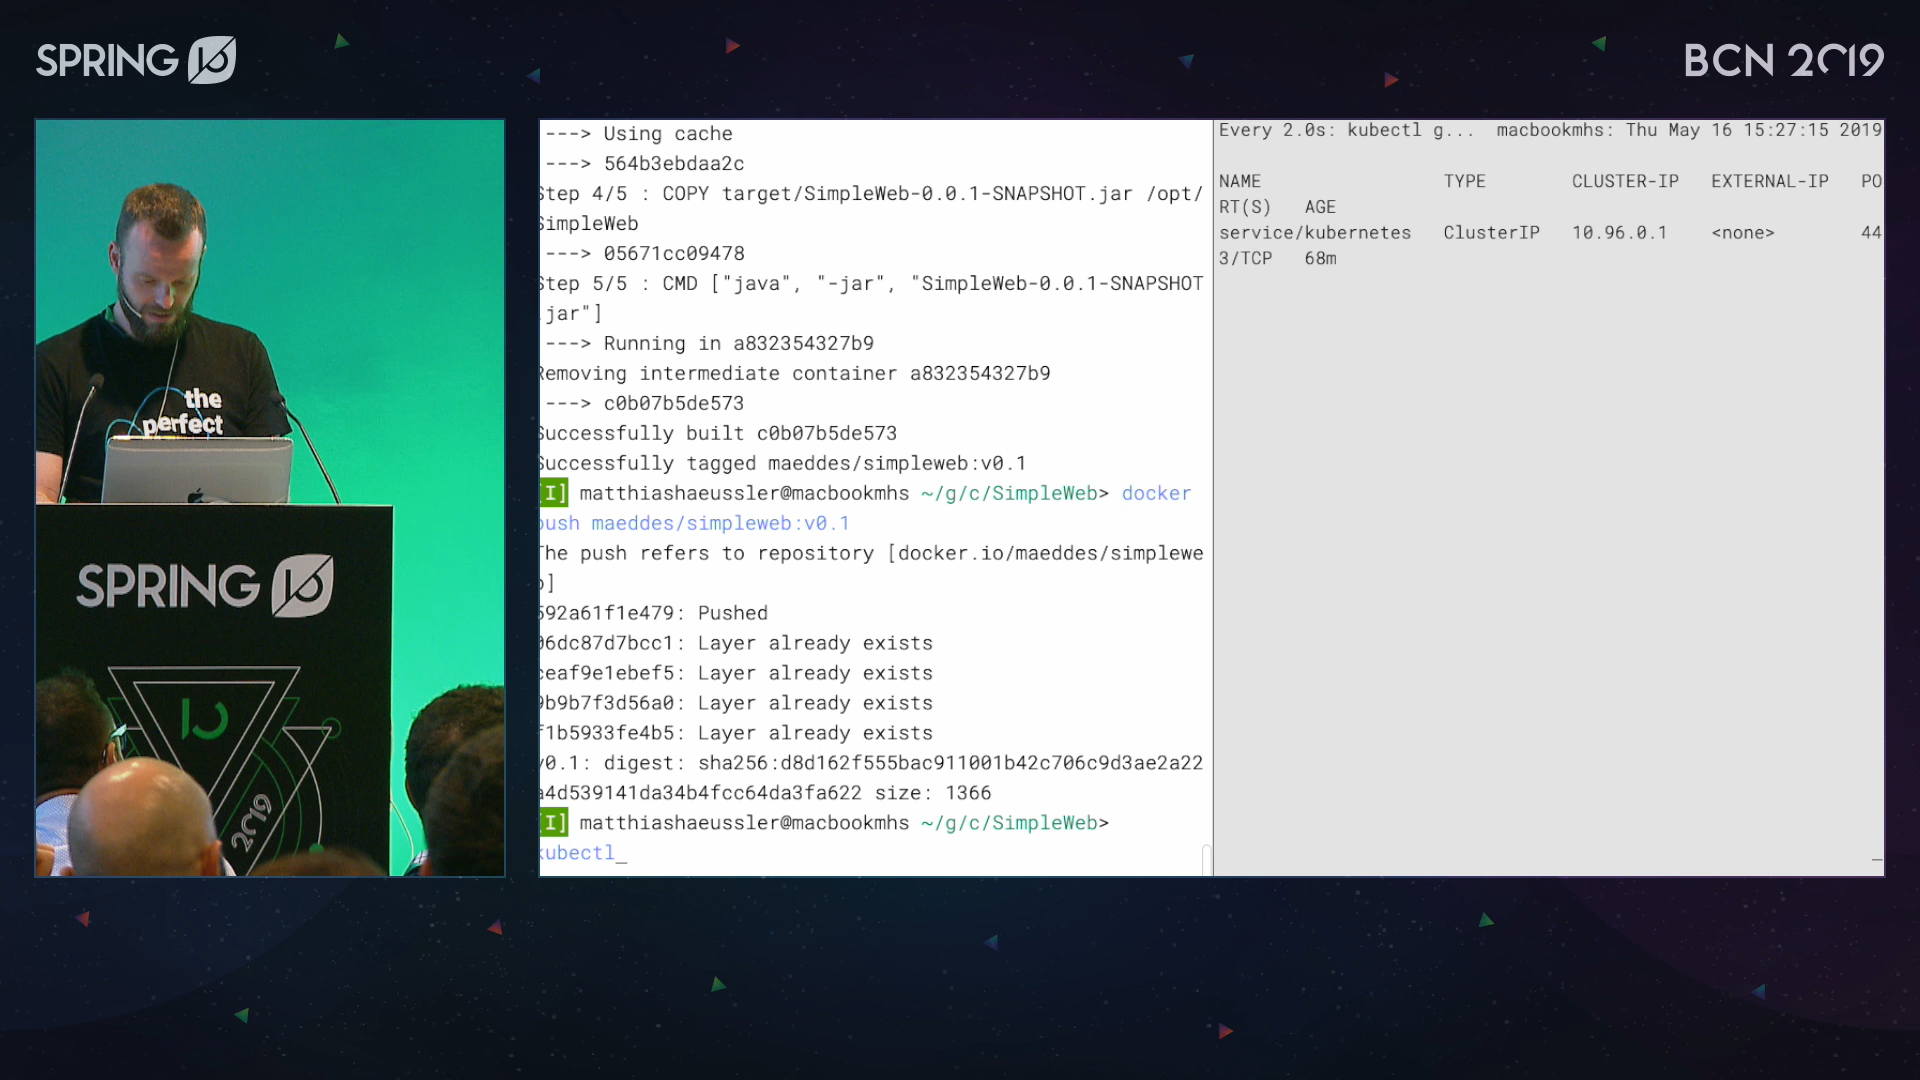 SPRING IO
BCN 2019
the
perfect
SPRING IO
IO
2019
---> Using cache
---> 564b3ebdaa2c
Step 4/5 : COPY target/SimpleWeb-0.0.1-SNAPSHOT.jar /opt/
SimpleWeb
---> 05671cc09478
Step 5/5 : CMD ["java", "-jar", "SimpleWeb-0.0.1-SNAPSHOT
.jar"]
---> Running in a832354327b9
Removing intermediate container a832354327b9
---> c0b07b5de573
Successfully built c0b07b5de573
Successfully tagged maeddes/simpleweb:v0.1
[I] matthiashaeussler@macbookmhs ~/g/c/SimpleWeb> docker
push maeddes/simpleweb:v0.1
The push refers to repository [docker.io/maeddes/simplewe
b]
592a61f1e479: Pushed
06dc87d7bcc1: Layer already exists
ceaf9e1ebef5: Layer already exists
9b9b7f3d56a0: Layer already exists
f1b5933fe4b5: Layer already exists
v0.1: digest: sha256:d8d162f555bac911001b42c706c9d3ae2a22
a4d539141da34b4fcc64da3fa622 size: 1366
[I] matthiashaeussler@macbookmhs ~/g/c/SimpleWeb>
kubectl_
Every 2.0s: kubectl g... macbookmhs: Thu May 16 15:27:15 2019
NAME TYPE CLUSTER-IP EXTERNAL-IP PO
RT(S) AGE
service/kubernetes ClusterIP 10.96.0.1 <none> 44
3/TCP 68m